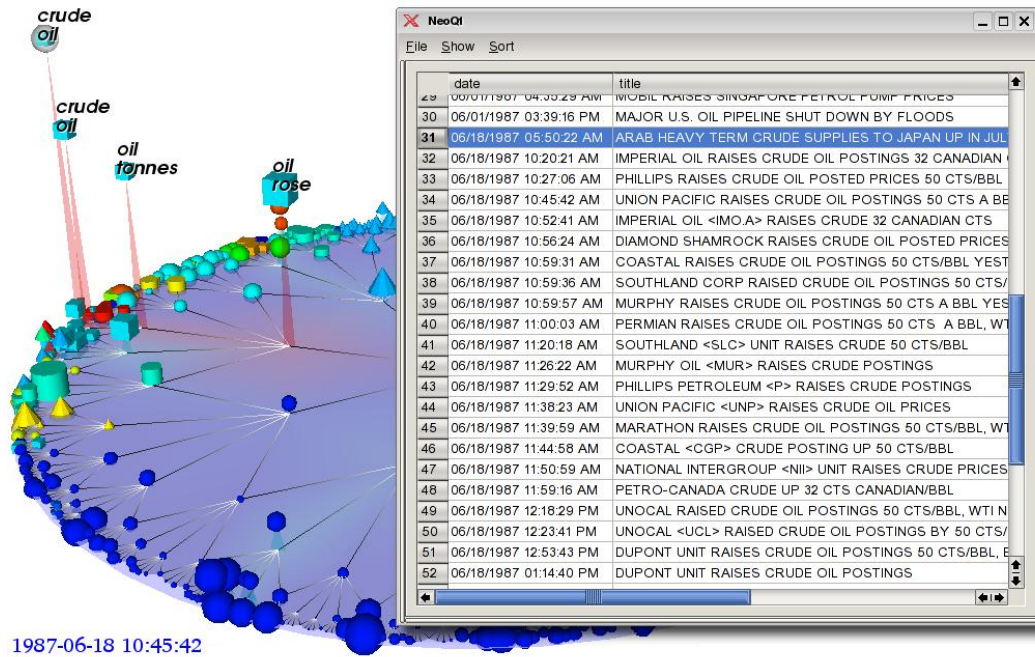 crude
oil
crude
oil
oil
tonnes
oil
rose
NeoQ1
File Show Sort
date title
29 06/01/1987 04:35:29 AM MOBIL RAISES SINGAPORE PETROL PUMP PRICES
30 06/01/1987 03:39:16 PM MAJOR U.S. OIL PIPELINE SHUT DOWN BY FLOODS
31 06/18/1987 05:50:22 AM ARAB HEAVY TERM CRUDE SUPPLIES TO JAPAN UP IN JUL
32 06/18/1987 10:20:21 AM IMPERIAL OIL RAISES CRUDE OIL POSTINGS 32 CANADIAN
33 06/18/1987 10:27:06 AM PHILLIPS RAISES CRUDE OIL POSTED PRICES 50 CTS/BBL
34 06/18/1987 10:45:42 AM UNION PACIFIC RAISES CRUDE OIL POSTINGS 50 CTS A BB
35 06/18/1987 10:52:41 AM IMPERIAL OIL <IMO.A> RAISES CRUDE 32 CANADIAN CTS
36 06/18/1987 10:56:24 AM DIAMOND SHAMROCK RAISES CRUDE OIL POSTED PRICES
37 06/18/1987 10:59:31 AM COASTAL RAISES CRUDE OIL POSTINGS 50 CTS/BBL YEST
38 06/18/1987 10:59:36 AM SOUTHLAND CORP RAISED CRUDE OIL POSTINGS 50 CTS/
39 06/18/1987 10:59:57 AM MURPHY RAISES CRUDE OIL POSTINGS 50 CTS A BBL YES
40 06/18/1987 11:00:03 AM PERMIAN RAISES CRUDE OIL POSTINGS 50 CTS A BBL, WT
41 06/18/1987 11:20:18 AM SOUTHLAND <SLC> UNIT RAISES CRUDE 50 CTS/BBL
42 06/18/1987 11:26:22 AM MURPHY OIL <MUR> RAISES CRUDE POSTINGS
43 06/18/1987 11:29:52 AM PHILLIPS PETROLEUM <P> RAISES CRUDE POSTINGS
44 06/18/1987 11:38:23 AM UNION PACIFIC <UNP> RAISES CRUDE OIL PRICES
45 06/18/1987 11:39:59 AM MARATHON RAISES CRUDE OIL POSTINGS 50 CTS/BBL, WT
46 06/18/1987 11:44:58 AM COASTAL <CGP> CRUDE POSTING UP 50 CTS/BBL
47 06/18/1987 11:50:59 AM NATIONAL INTERGROUP <NII> UNIT RAISES CRUDE PRICES
48 06/18/1987 11:59:16 AM PETRO-CANADA CRUDE UP 32 CTS CANADIAN/BBL
49 06/18/1987 12:18:29 PM UNOCAL RAISED CRUDE OIL POSTINGS 50 CTS/BBL, WTI N
50 06/18/1987 12:23:41 PM UNOCAL <UCL> RAISED CRUDE OIL POSTINGS BY 50 CTS/
51 06/18/1987 12:53:43 PM DUPONT UNIT RAISES CRUDE OIL POSTINGS 50 CTS/BBL, E
52 06/18/1987 01:14:40 PM DUPONT UNIT RAISES CRUDE OIL POSTINGS
1987-06-18 10:45:42